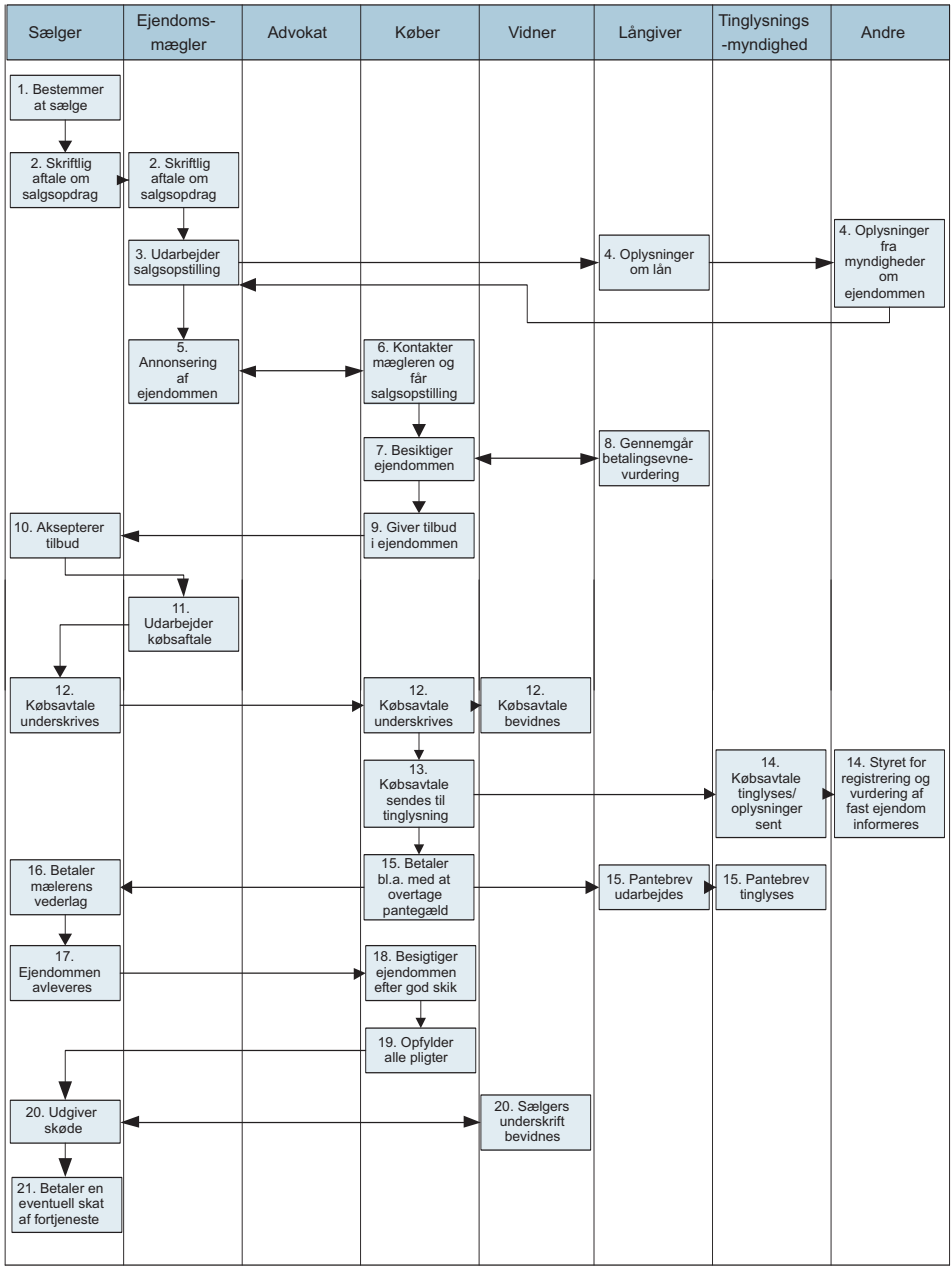 Sælger
Ejendoms-
mægler
Advokat
Køber
Vidner
Långiver
Tinglysnings
-myndighed
Andre
1. Bestemmer
at sælge
2. Skriftlig
aftale om
salgsopdrag
2. Skriftlig
aftale om
salgsopdrag
3. Udarbejder
salgsopstilling
4. Oplysninger
om lån
4. Oplysninger
fra
myndigheder
om
ejendommen
5.
Annonsering
af
ejendommen
6. Kontakter
mægleren og
får
salgsopstilling
7. Besiktiger
ejendommen
8. Gennemgår
betalingsevne-
vurdering
10. Aksepterer
tilbud
9. Giver tilbud
i ejendommen
11.
Udarbejder
købsaftale
12.
Købsavtale
underskrives
12.
Købsavtale
underskrives
12.
Købsavtale
bevidnes
13.
Købsavtale
sendes til
tinglysning
14.
Købsavtale
tinglyses/
oplysninger
sent
14. Styret for
registrering og
vurdering af
fast ejendom
informeres
16. Betaler
mælerens
vederlag
15. Betaler
bl.a. med at
overtage
pantegæld
15. Pantebrev
udarbejdes
15. Pantebrev
tinglyses
17.
Ejendommen
avleveres
18. Besigtiger
ejendommen
efter god skik
19. Opfylder
alle pligter
20. Udgiver
skøde
20. Sælgers
underskrift
bevidnes
21. Betaler en
eventuell skat
af fortjeneste